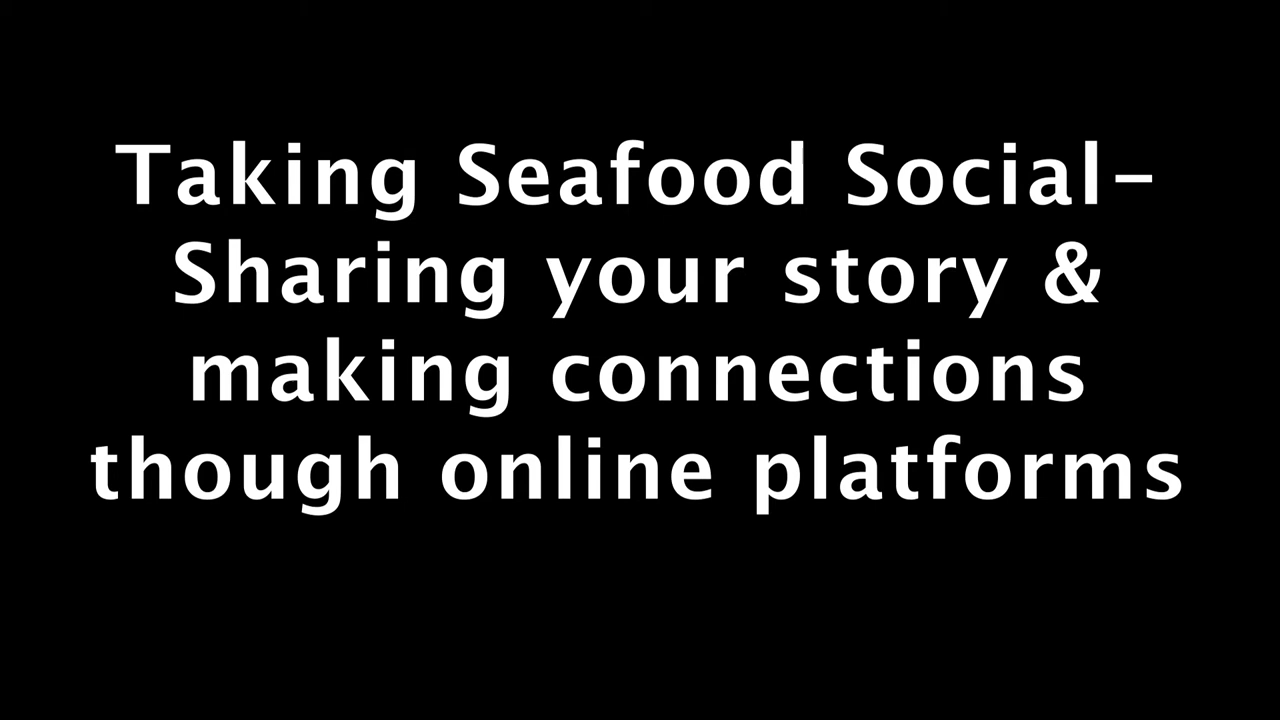 Taking Seafood Social-
Sharing your story &
making connections
though online platforms